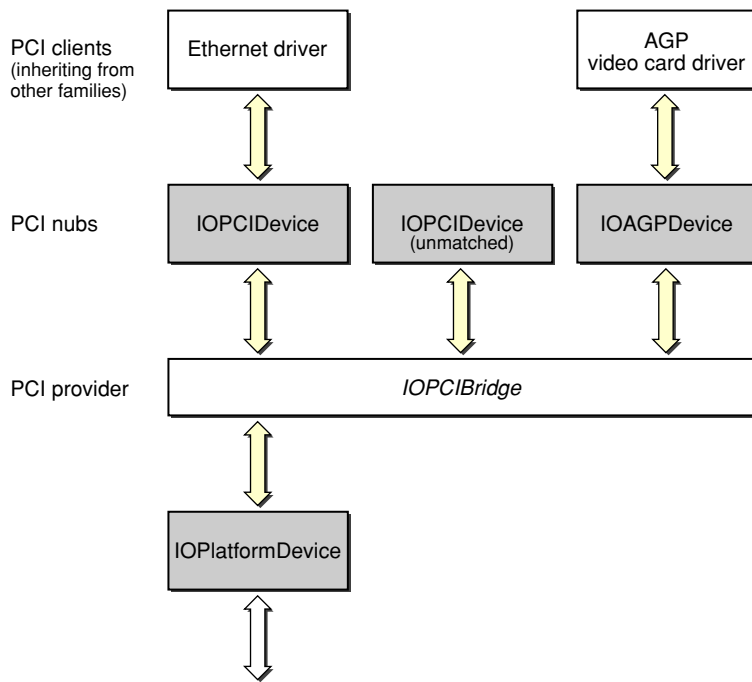 PCI clients
(inheriting from
other families)
Ethernet driver
AGP
video card driver
PCI nubs
IOPCIDevice
IOPCIDevice
(unmatched)
IOAGPDevice
PCI provider
IOPCIBridge
IOPlatformDevice